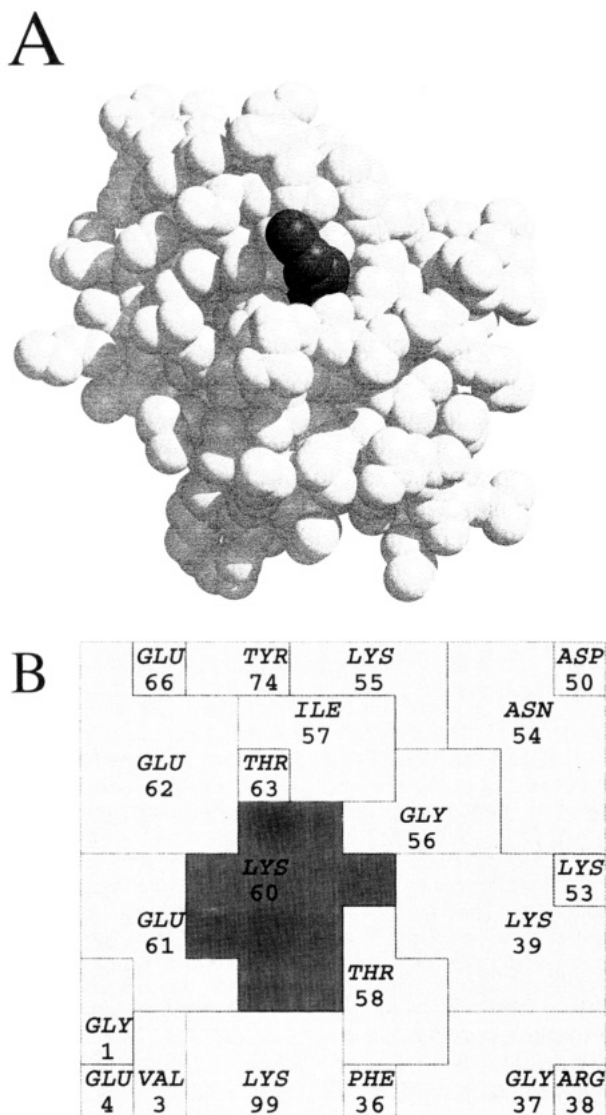 A
B
GLU TYR LYS ASP
66 74 55 50
ILE ASN
57 54
GLU THR
62 63
GLY
56
LYS LYS
60 53
GLU LYS
61 39
THR
58
GLY
1
GLU VAL LYS PHE GLY ARG
4 3 99 36 37 38